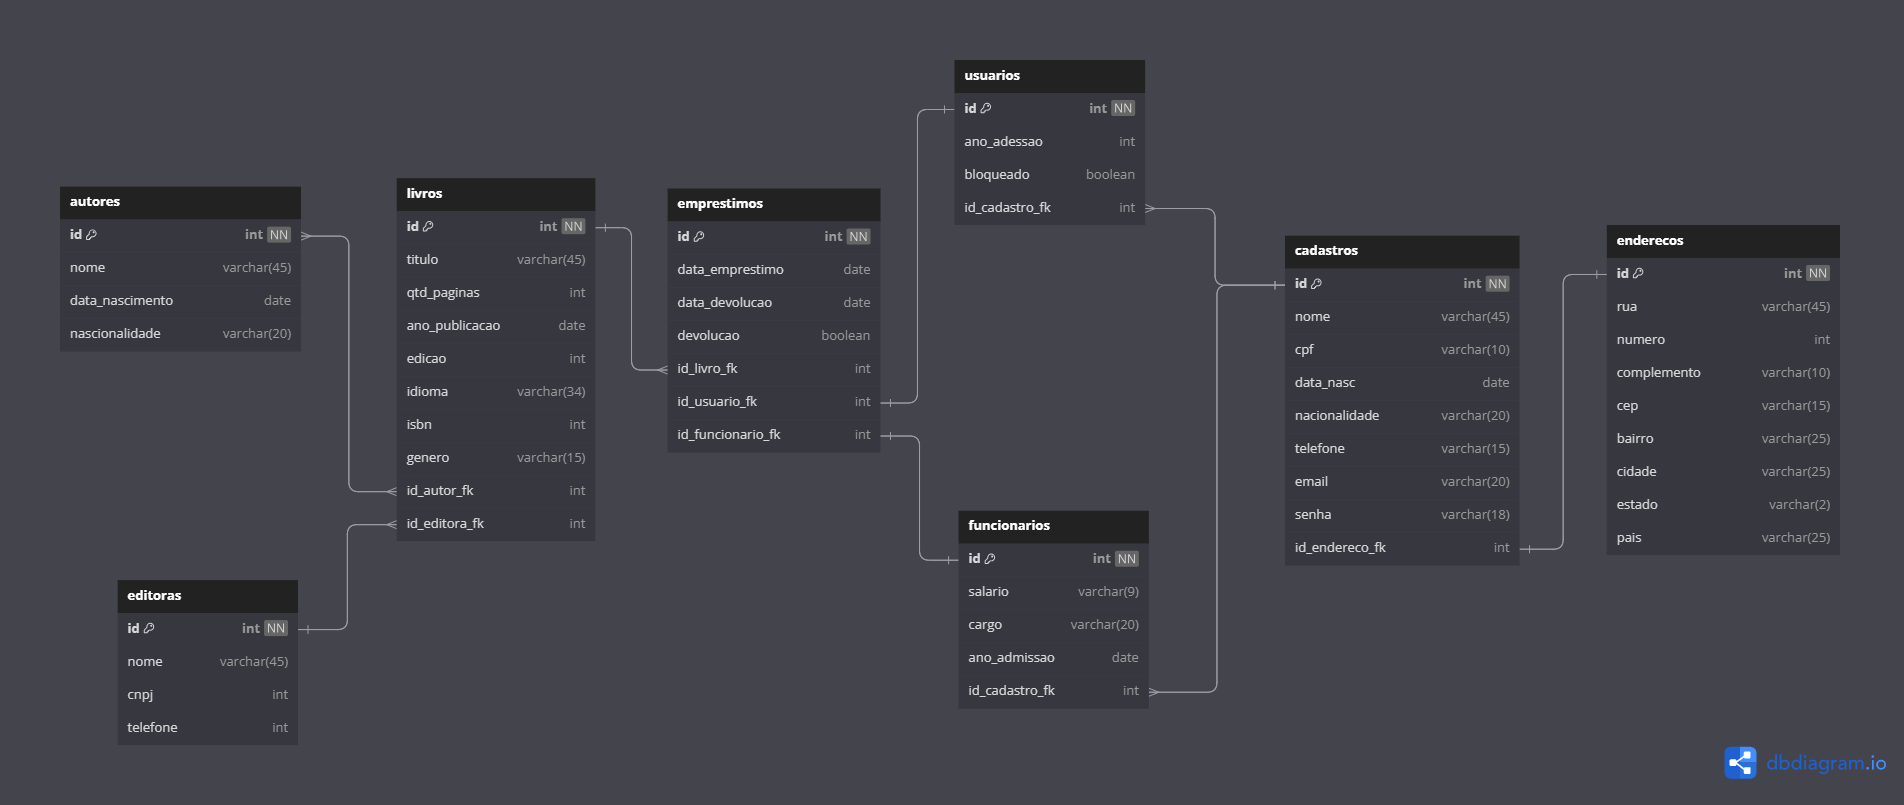 autores
id int NN
nome varchar(45)
data_nascimento date
nascionalidade varchar(20)
editoras
id int NN
nome varchar(45)
cnpj int
telefone int
livros
id int NN
titulo varchar(45)
qtd_paginas int
ano_publicacao date
edicao int
idioma varchar(34)
isbn int
genero varchar(15)
id_autor_fk int
id_editora_fk int
emprestimos
id int NN
data_emprestimo date
data_devolucao date
devolucao boolean
id_livro_fk int
id_usuario_fk int
id_funcionario_fk int
usuarios
id int NN
ano_adessao int
bloqueado boolean
id_cadastro_fk int
funcionarios
id int NN
salario varchar(9)
cargo varchar(20)
ano_admissao date
id_cadastro_fk int
cadastros
id int NN
nome varchar(45)
cpf varchar(10)
data_nasc date
nacionalidade varchar(20)
telefone varchar(15)
email varchar(20)
senha varchar(18)
id_endereco_fk int
enderecos
id int NN
rua varchar(45)
numero int
complemento varchar(10)
cep varchar(15)
bairro varchar(25)
cidade varchar(25)
estado varchar(2)
pais varchar(25)
dbdiagram.io